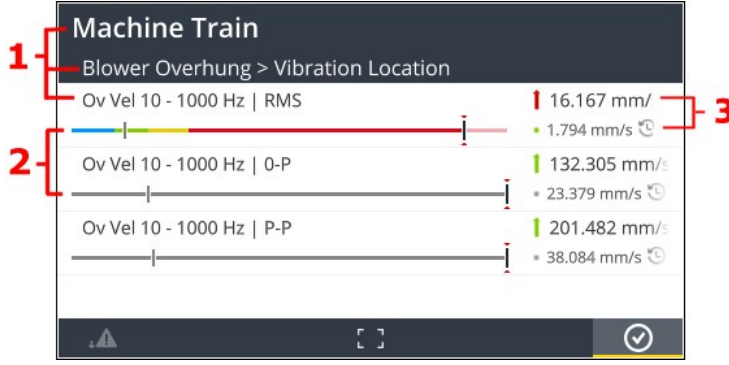 Machine Train
1
Blower Overhung > Vibration Location
Ov Vel 10 - 1000 Hz | RMS
16.167 mm/
3
1.794 mm/s
2
Ov Vel 10 - 1000 Hz | 0-P
132.305 mm/s
23.379 mm/s
Ov Vel 10 - 1000 Hz | P-P
201.482 mm/s
38.084 mm/s